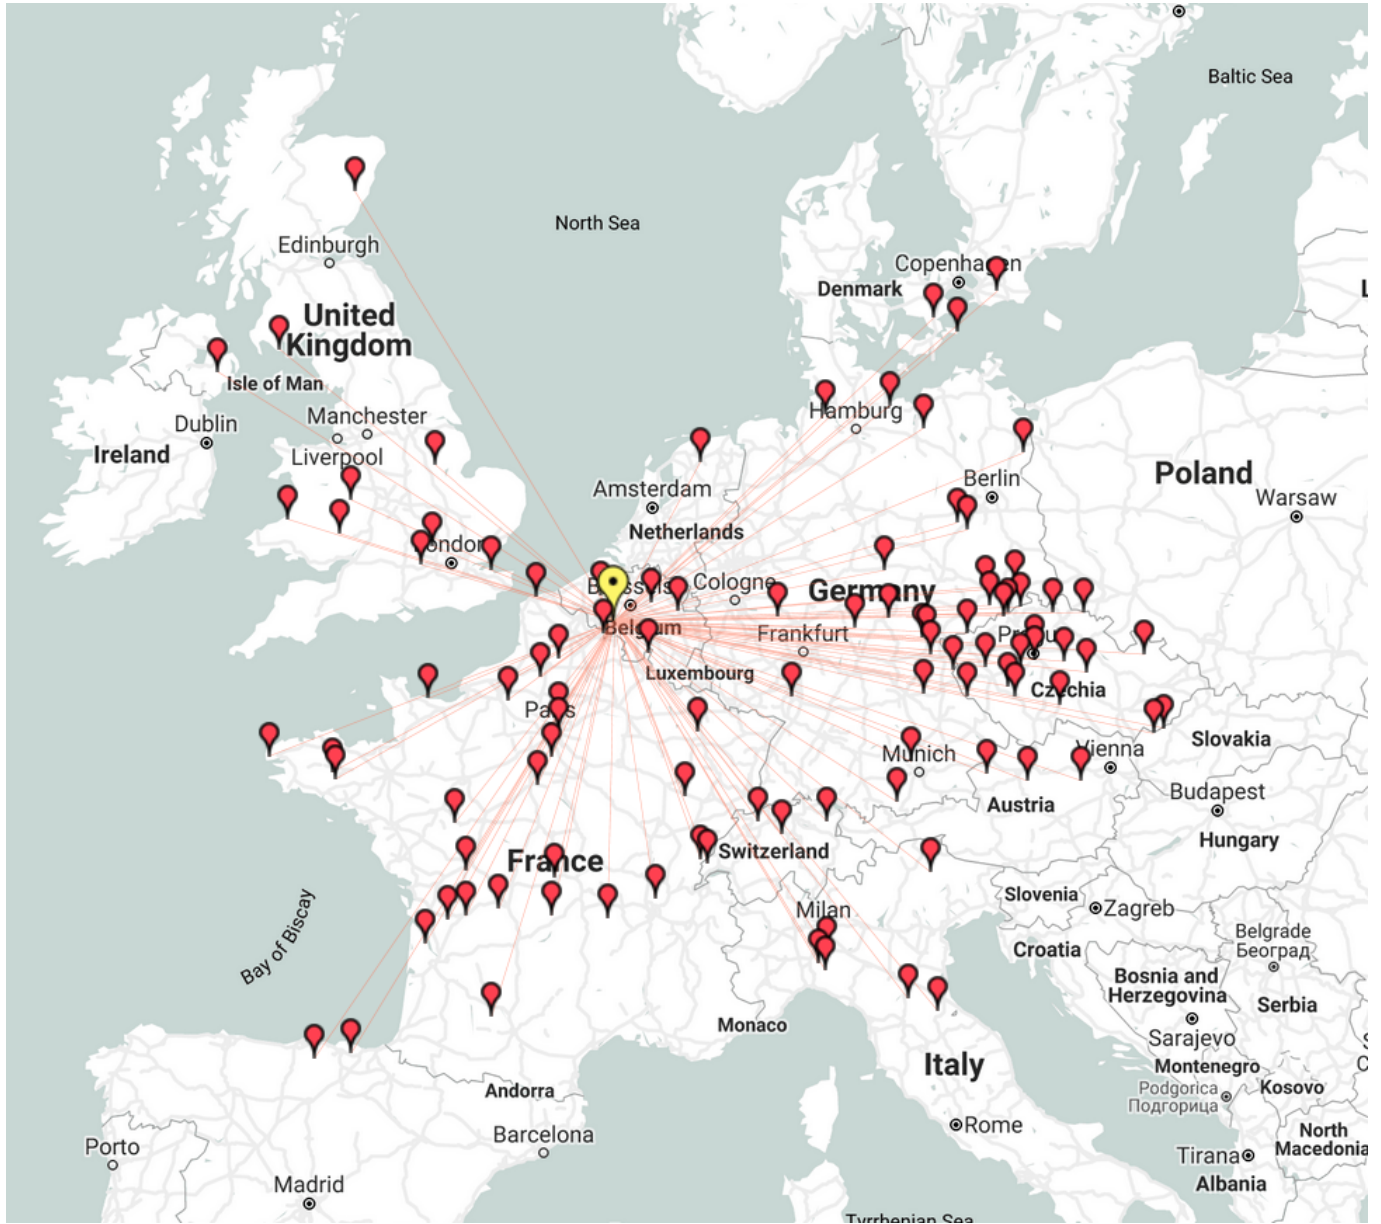 Baltic Sea
North Sea
Edinburgh
Copenhagen
Denmark
United
Kingdom
Isle of Man
Hamburg
Manchester
Dublin
Ireland
Liverpool
Poland
Berlin
Amsterdam
Warsaw
Netherlands
London
Brussels
Cologne
Germany
Belgium
Frankfurt
Luxembourg
Czechia
Paris
Slovakia
Vienna
Munich
Budapest
Austria
Hungary
Switzerland
France
Slovenia
Zagreb
Milan
Bay of Biscay
Belgrade
Београд
Croatia
Bosnia and
Herzegovina
Serbia
Monaco
Sarajevo
Italy
Montenegro
Andorra
Podgorica
Подгорица
Kosovo
Rome
Porto
Barcelona
North
Macedonia
Tirana
Albania
Madrid
Tyrrhenian Sea